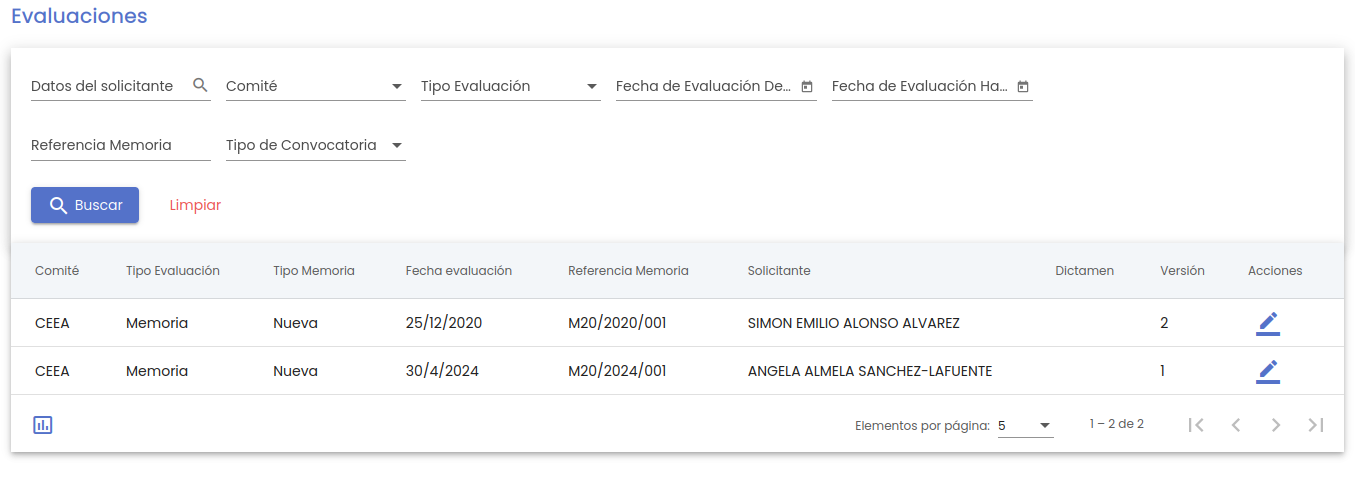 Evaluaciones
Datos del solicitante Comité Tipo Evaluación Fecha de Evaluación De... Fecha de Evaluación Ha...
Referencia Memoria Tipo de Convocatoria
Buscar Limpiar
Comité Tipo Evaluación Tipo Memoria Fecha evaluación Referencia Memoria Solicitante Dictamen Versión Acciones
CEEA Memoria Nueva 25/12/2020 M20/2020/001 SIMON EMILIO ALONSO ALVAREZ 2
CEEA Memoria Nueva 30/4/2024 M20/2024/001 ANGELA ALMELA SANCHEZ-LAFUENTE 1
Elementos por página: 5 1 – 2 de 2